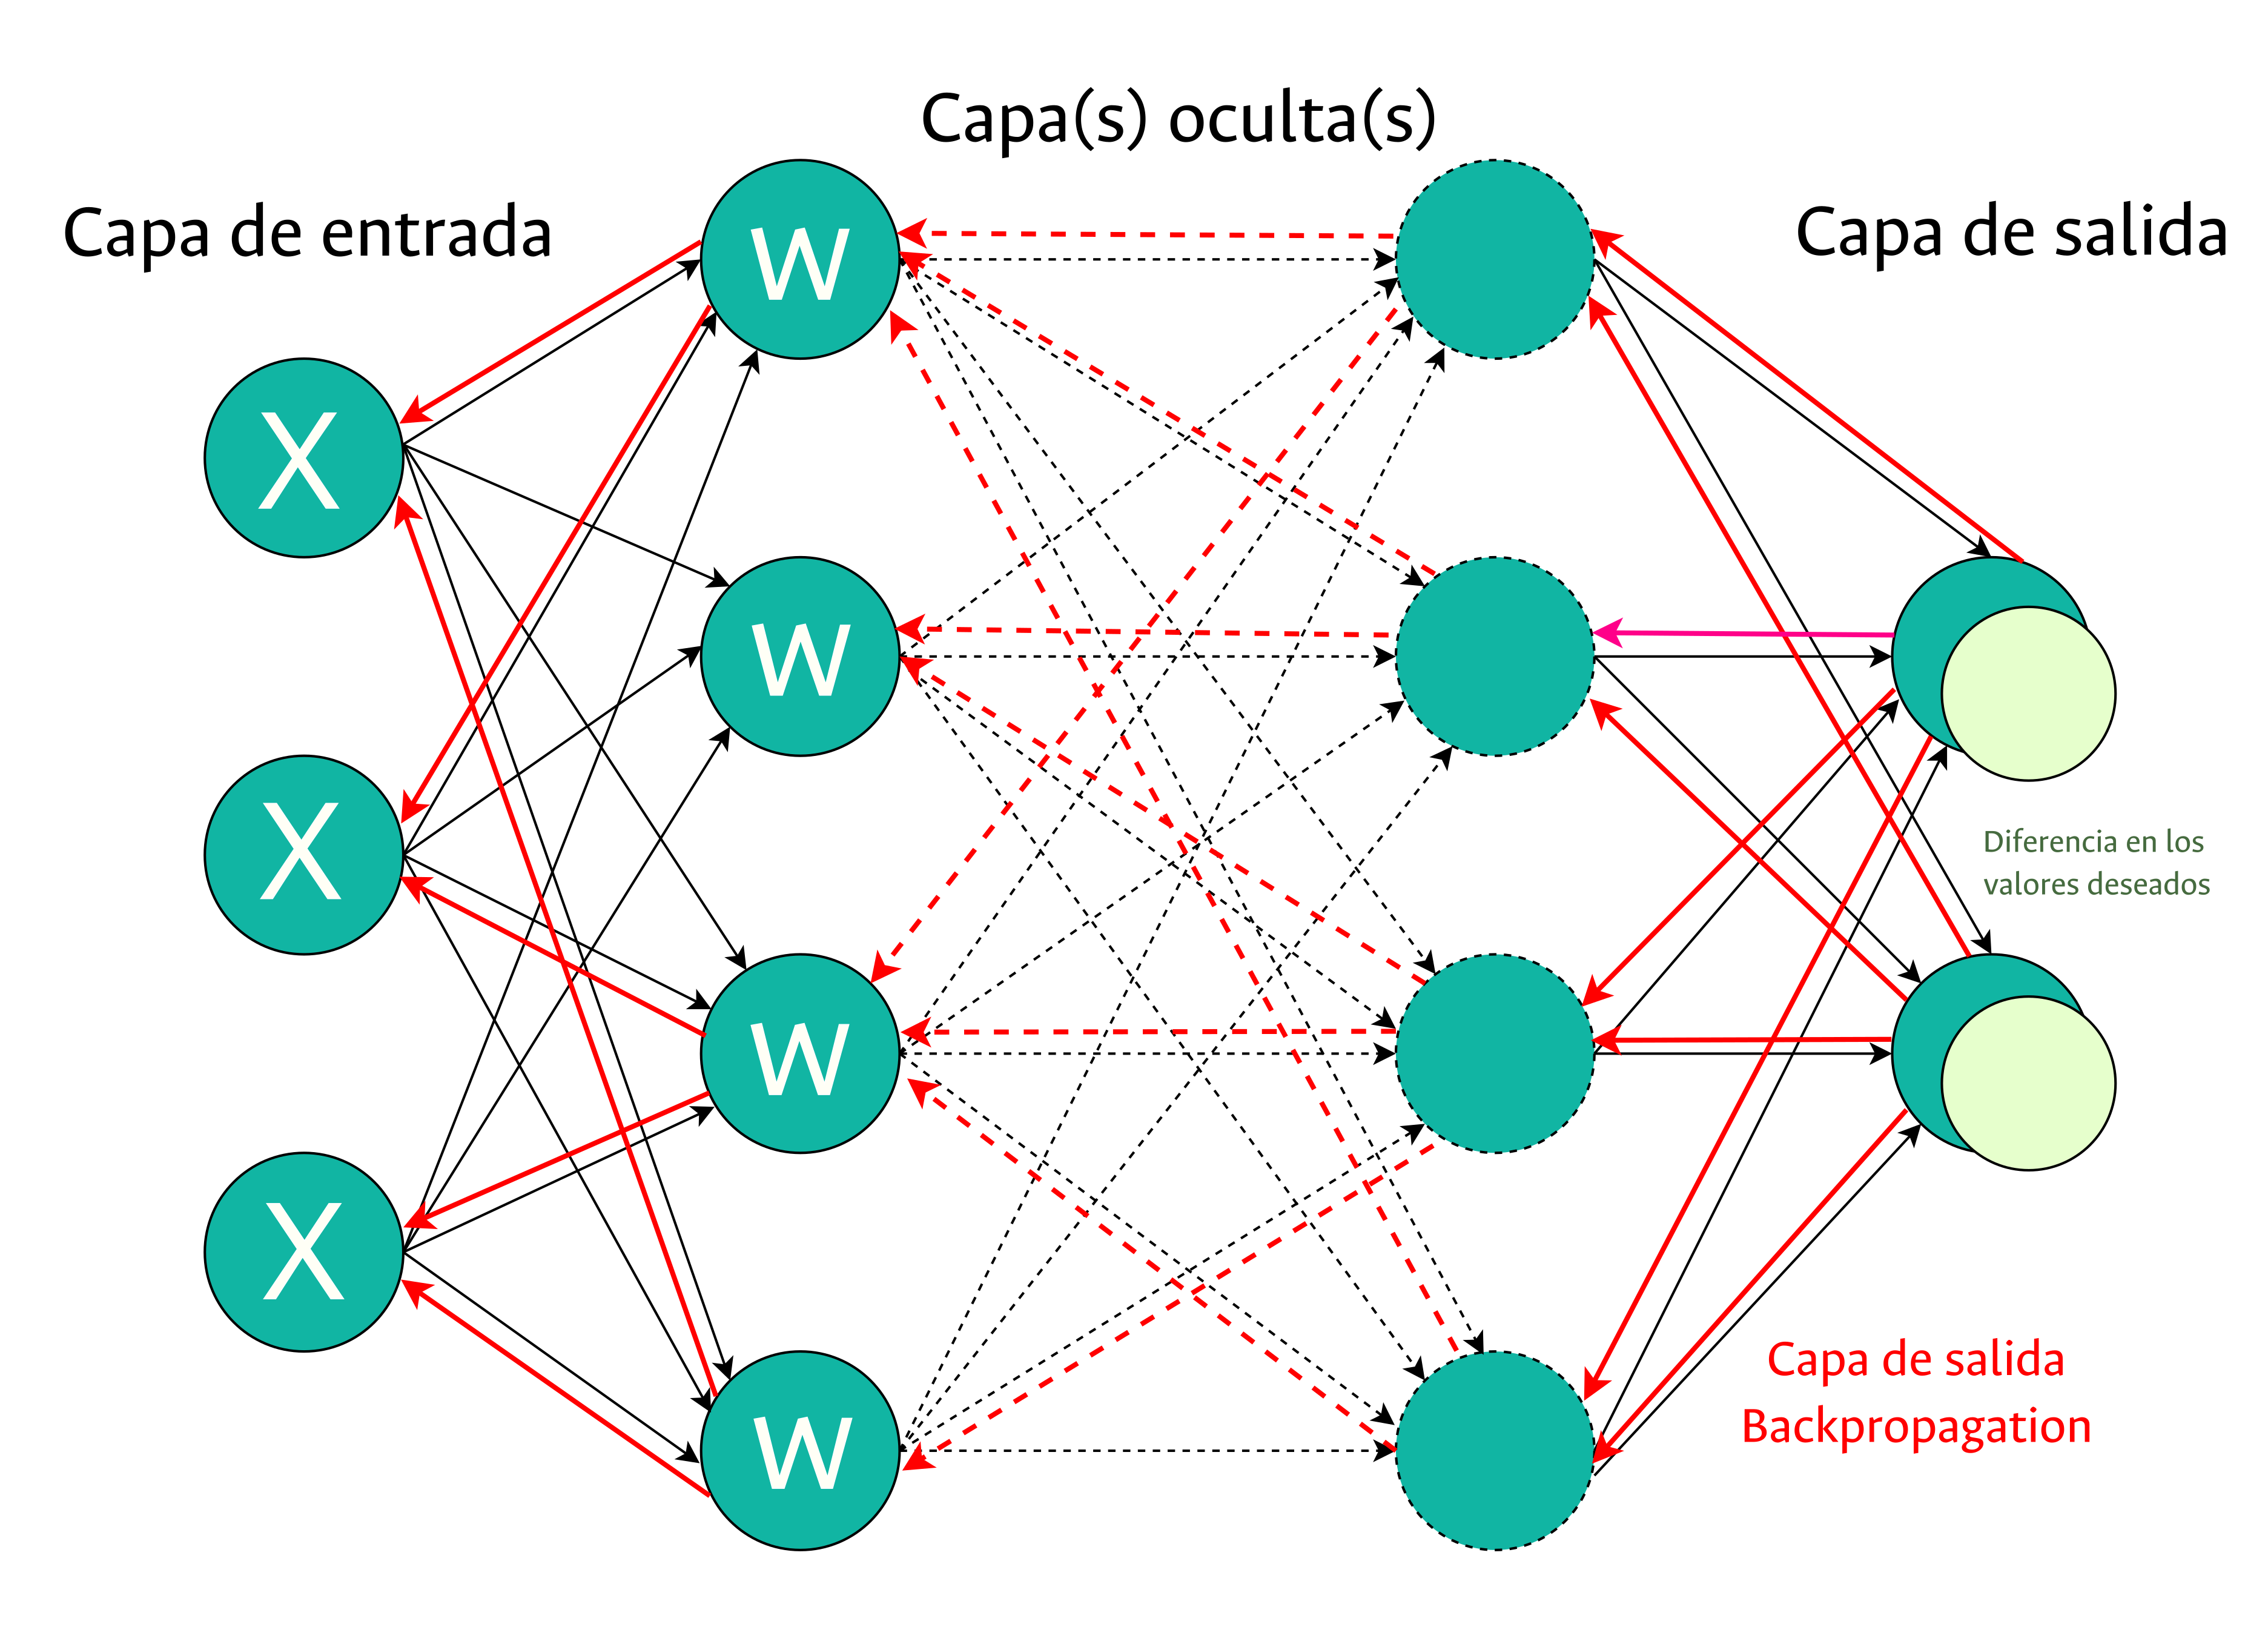 Capa(s) oculta(s)
Capa de entrada
Capa de salida
W
X
W
X
W
X
W
Diferencia en los
valores deseados
Capa de salida
Backpropagation